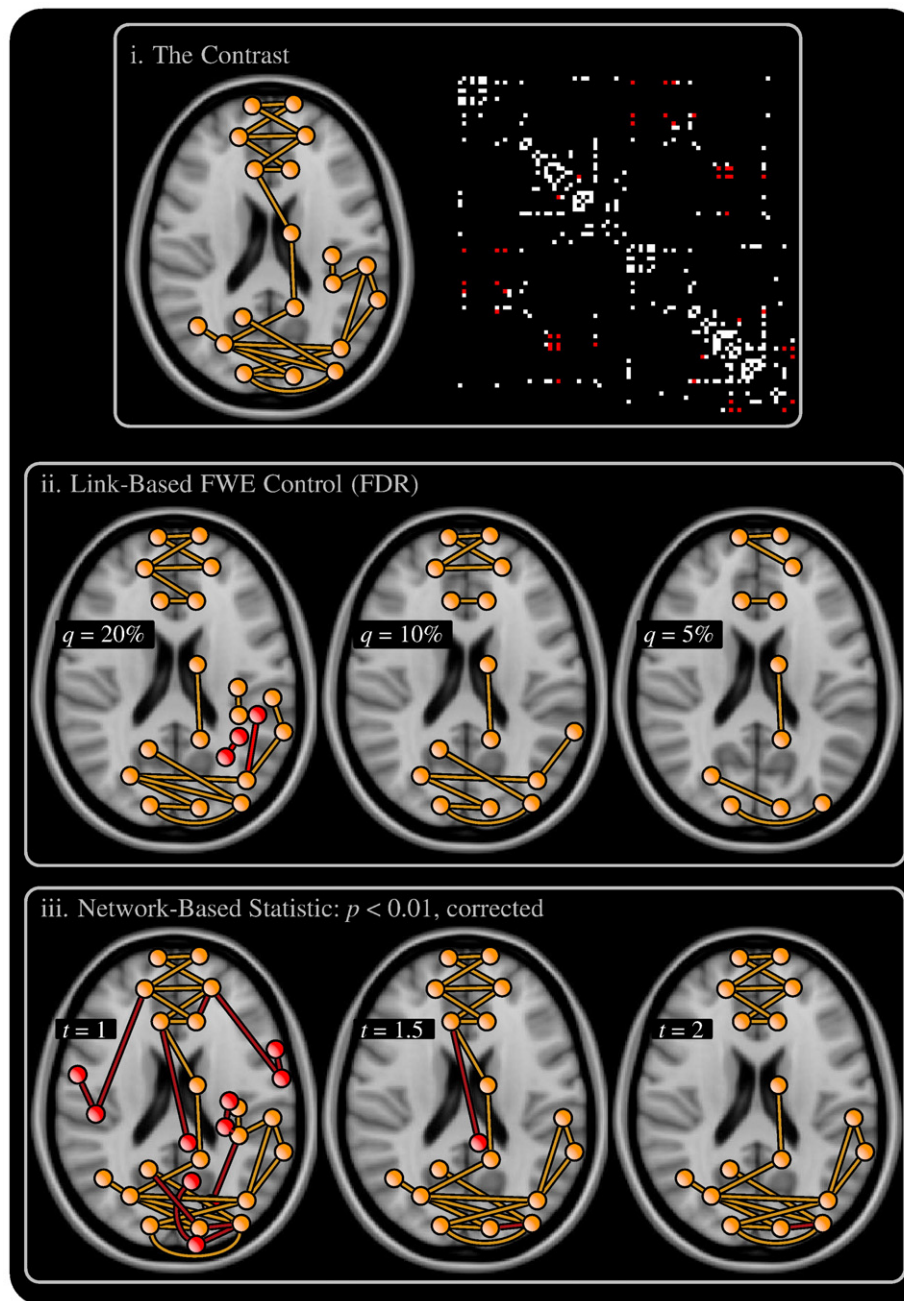 i. The Contrast
ii. Link-Based FWE Control (FDR)
q = 20%
q = 10%
q = 5%
iii. Network-Based Statistic: p < 0.01, corrected
t = 1
t = 1.5
t = 2